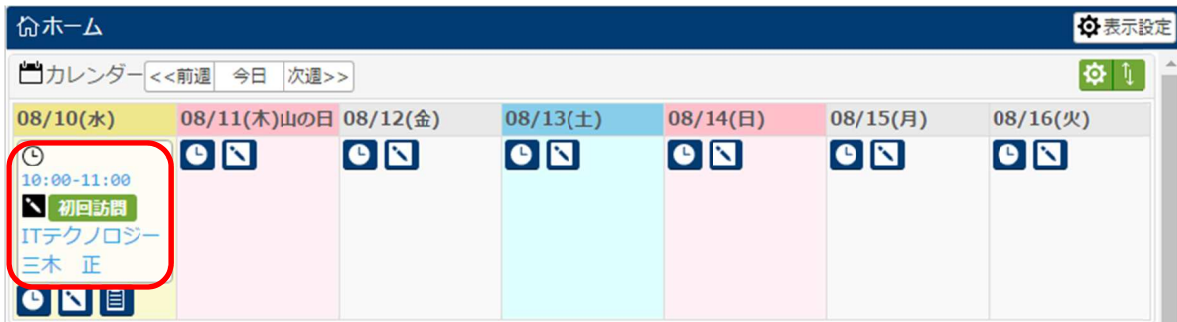 ホーム
表示設定
カレンダー <<前週 今日 次週>>
08/10(水) 08/11(木)山の日 08/12(金) 08/13(土) 08/14(日) 08/15(月) 08/16(火)
10:00-11:00
初回訪問
ITテクノロジー
三木 正